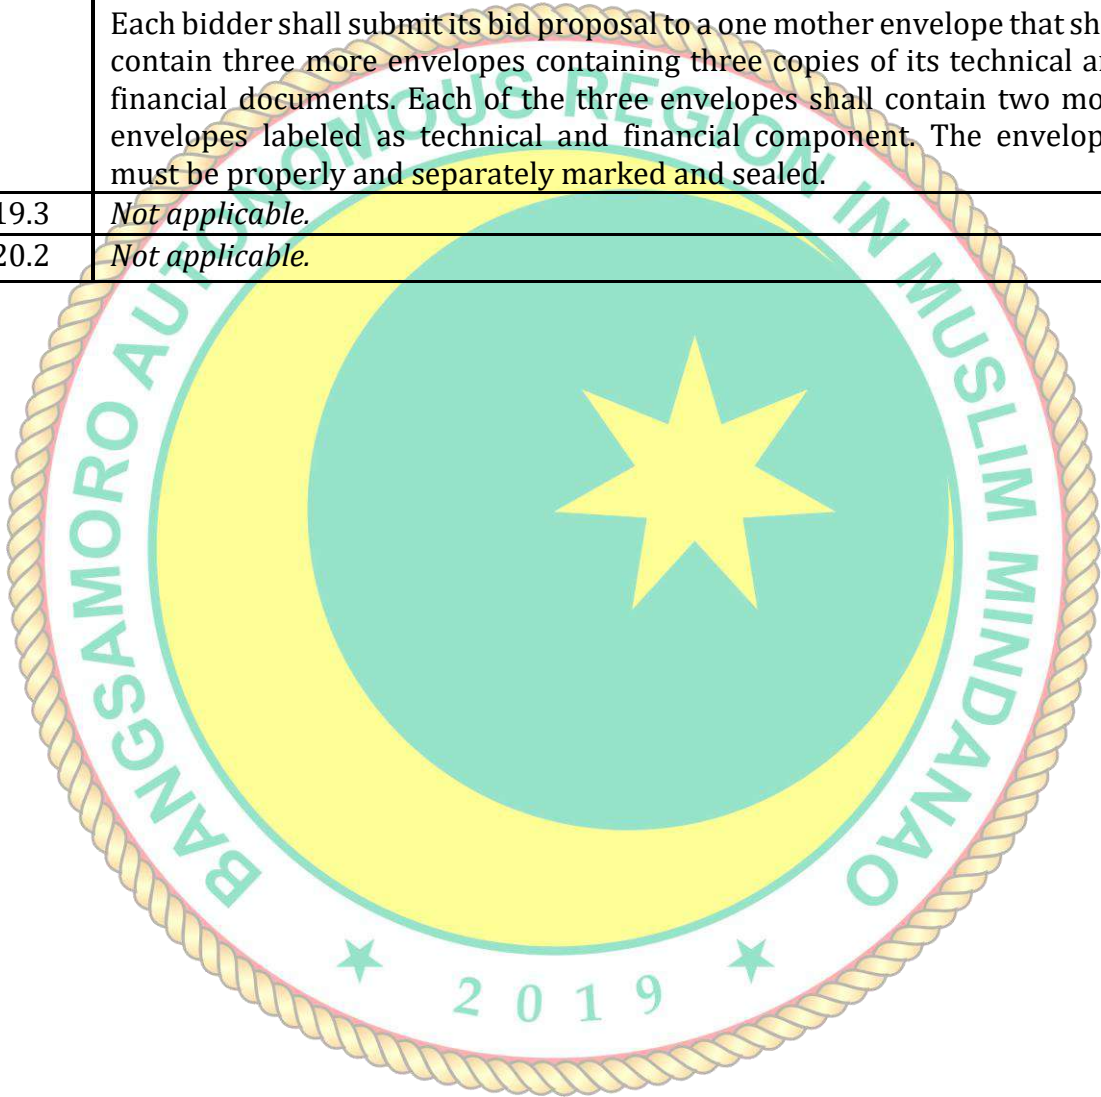 Each bidder shall submit its bid proposal to a one mother envelope that sh
contain three more envelopes containing three copies of its technical an
financial documents. Each of the three envelopes shall contain two mo
envelopes labeled as technical and financial component. The envelop
must be properly and separately marked and sealed.
19.3 Not applicable.
20.2 Not applicable.
BANGSAMORO AUTONOMOUS REGION IN MUSLIM MINDANAO
2019